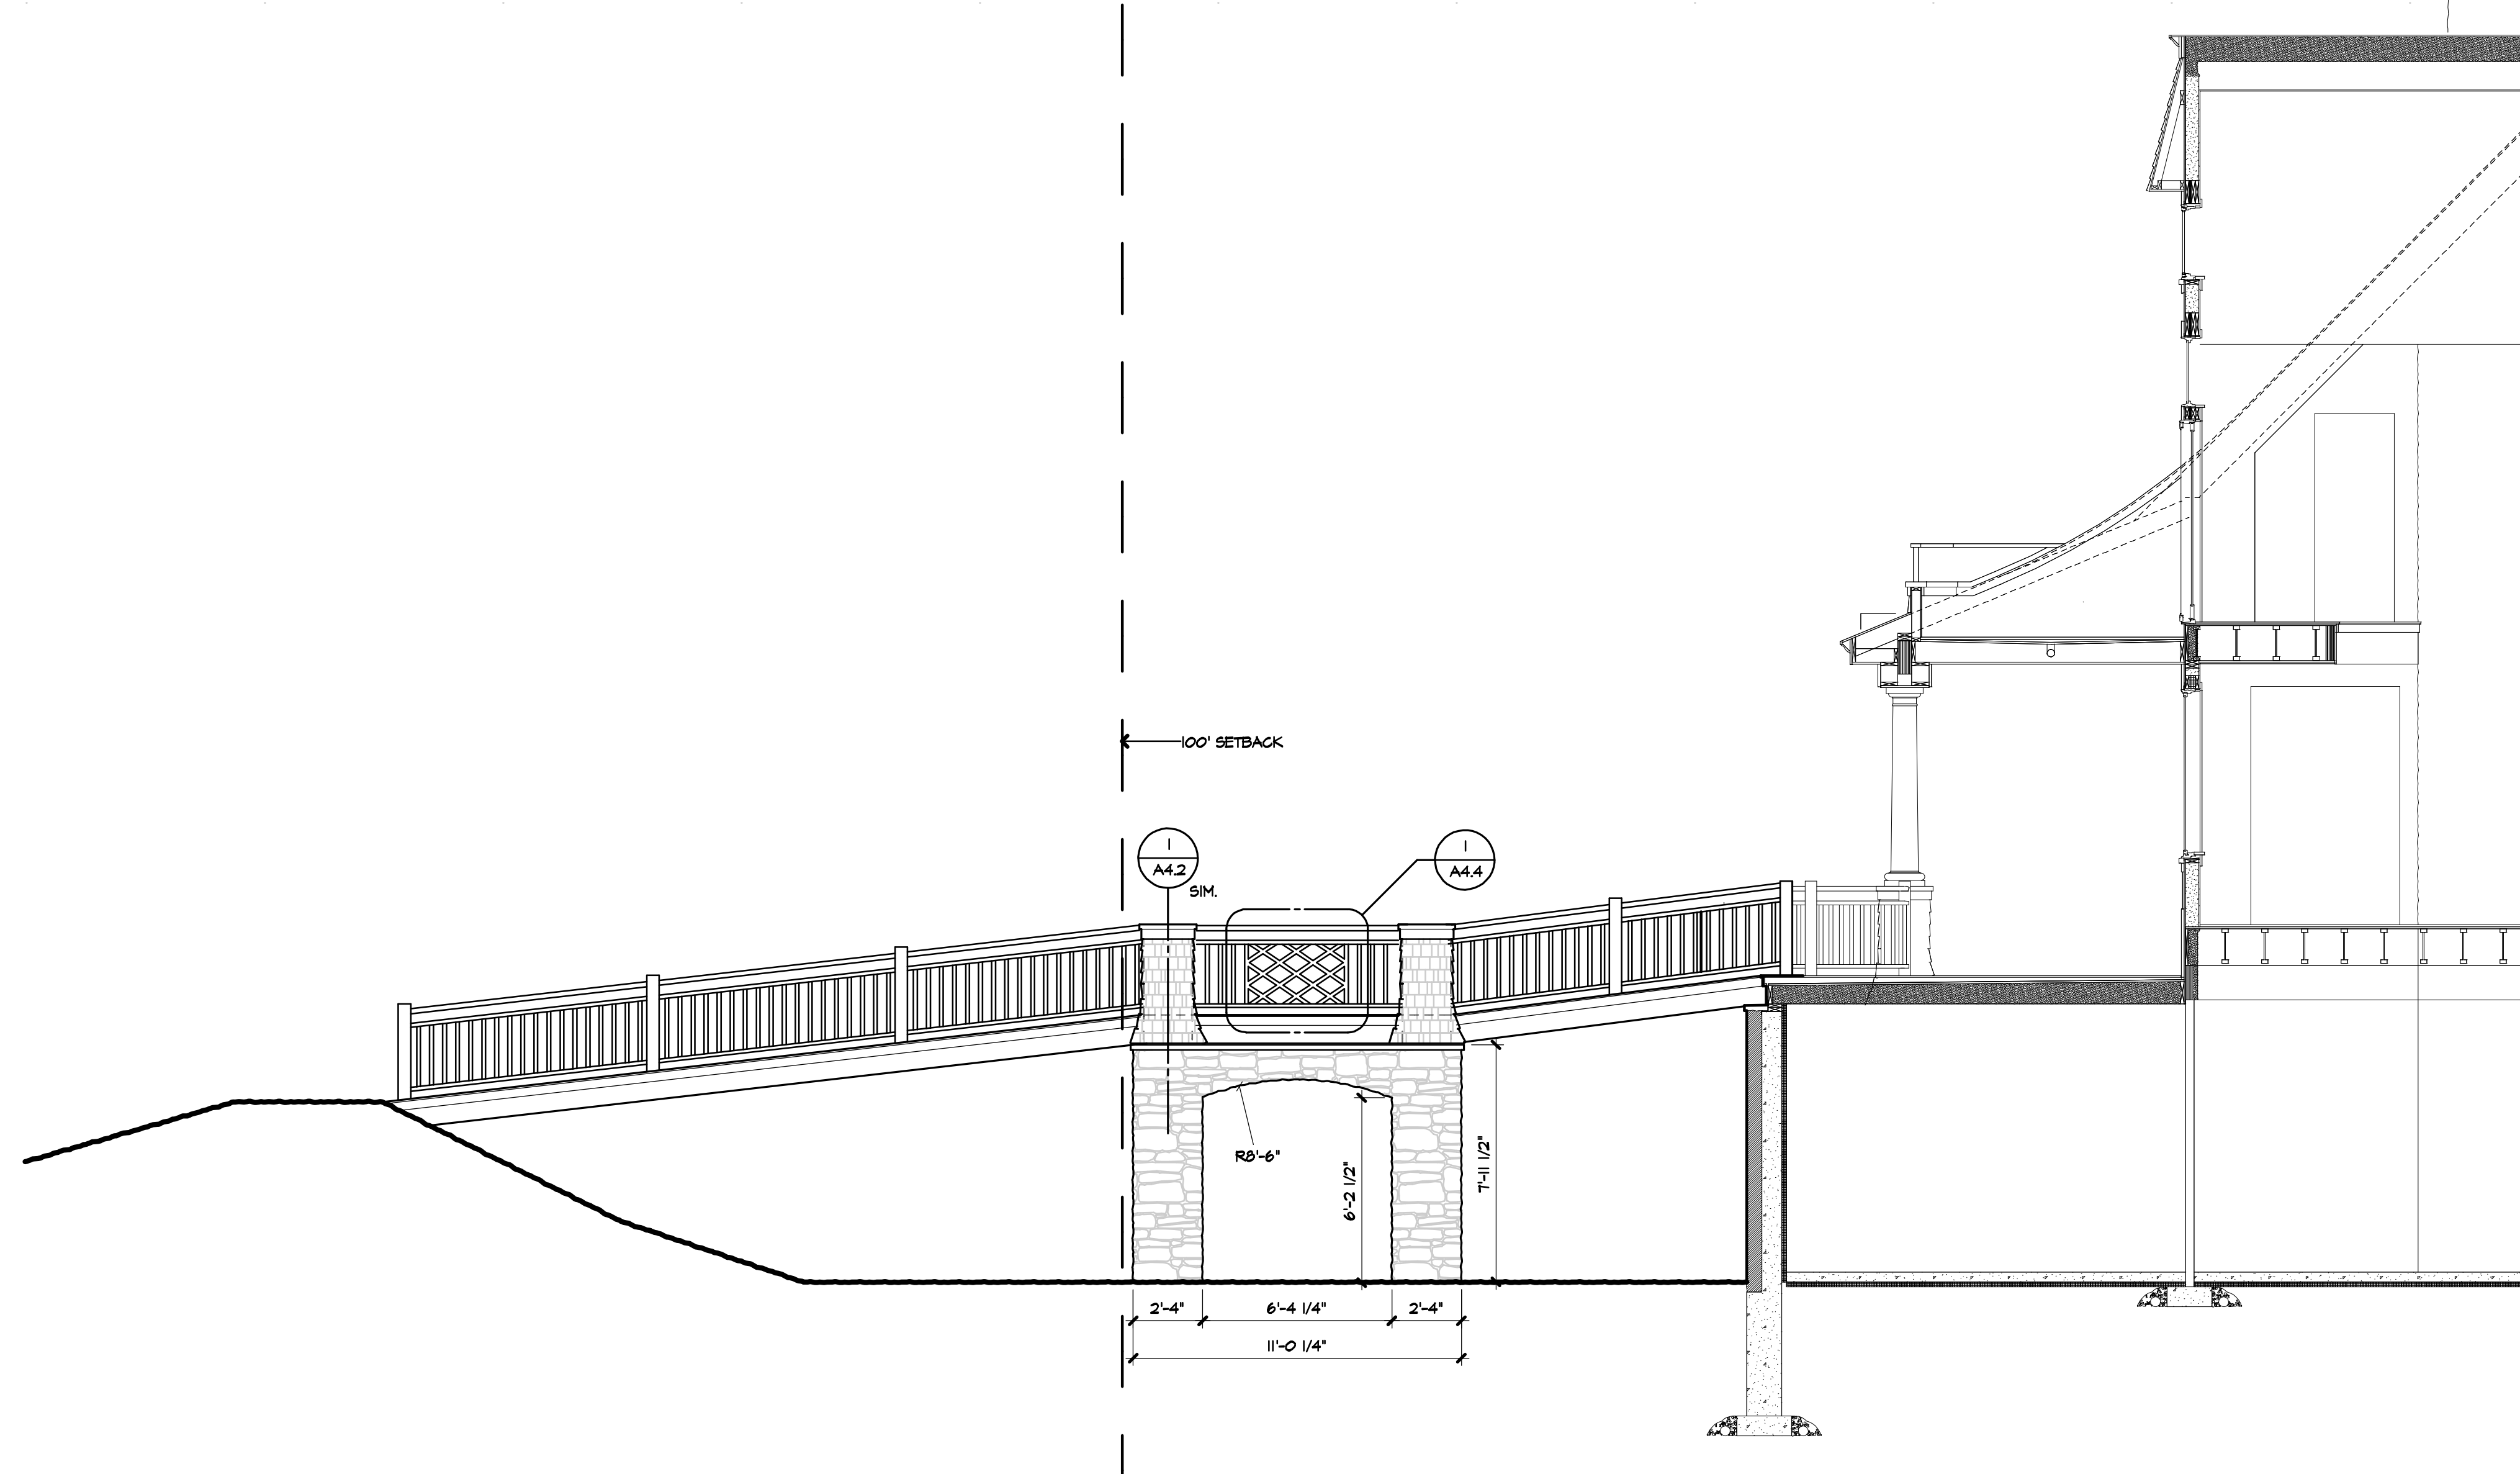 100' SETBACK
1
A4.2
SIM.
1
A4.4
R8'-6"
6'-2 1/2"
7'-11 1/2"
2'-4"
6'-4 1/4"
2'-4"
11'-0 1/4"